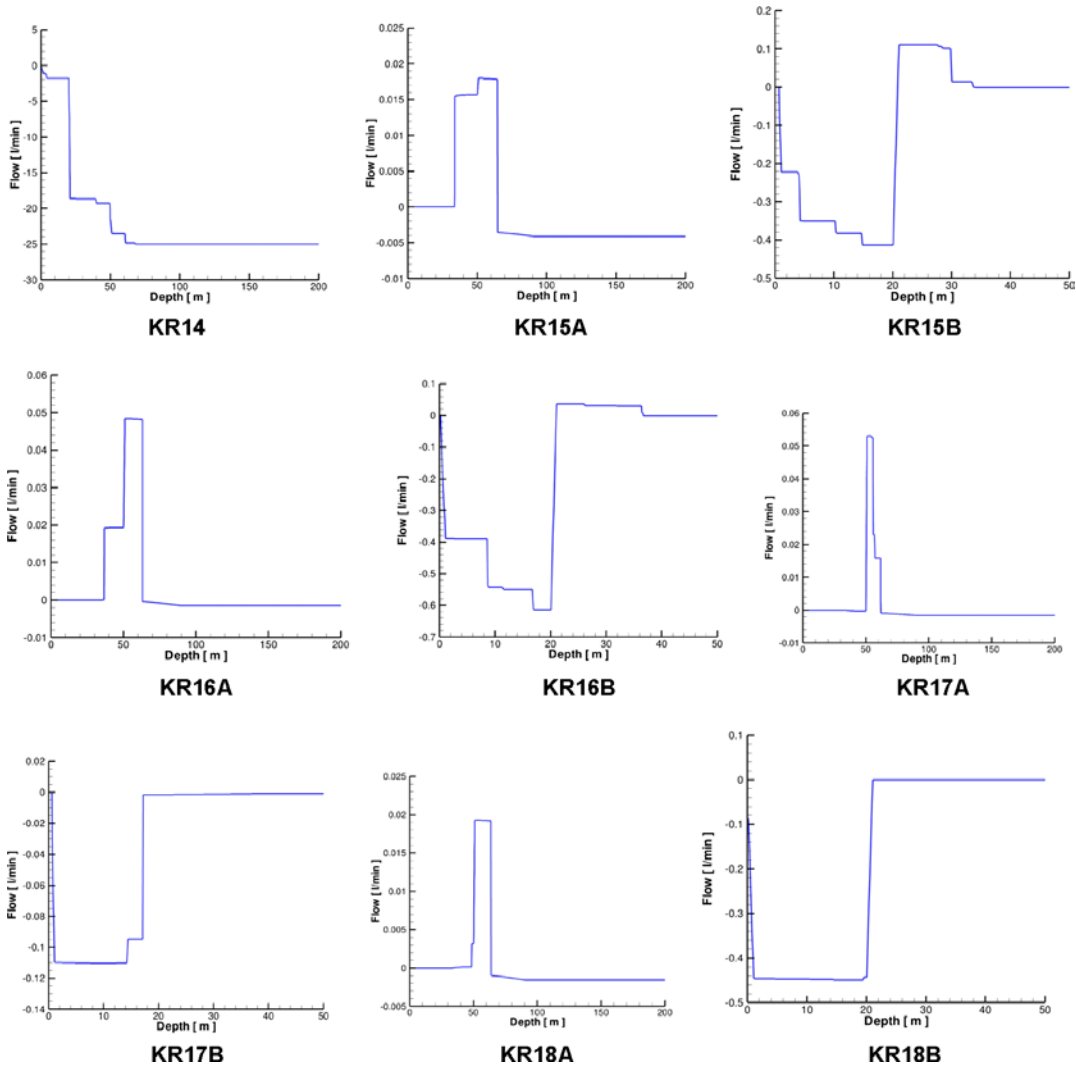 5
0
-5
-10
-15
-20
-25
-30
Flow [ l/min ]
0 50 100 150 200
Depth [ m ]
KR14
0.025
0.02
0.015
0.01
0.005
0
-0.005
-0.01
Flow [ l/min ]
0 50 100 150 200
Depth [ m ]
KR15A
0.2
0.1
0
-0.1
-0.2
-0.3
-0.4
-0.5
Flow [ l/min ]
0 10 20 30 40 50
Depth [ m ]
KR15B
0.06
0.05
0.04
0.03
0.02
0.01
0
-0.01
Flow [ l/min ]
0 50 100 150 200
Depth [ m ]
KR16A
0.1
0
-0.1
-0.2
-0.3
-0.4
-0.5
-0.6
-0.7
Flow [ l/min ]
0 10 20 30 40 50
Depth [ m ]
KR16B
0.06
0.05
0.04
0.03
0.02
0.01
0
-0.01
Flow [ l/min ]
0 50 100 150 200
Depth [ m ]
KR17A
0.02
0
-0.02
-0.04
-0.06
-0.08
-0.1
-0.12
-0.14
Flow [ l/min ]
0 10 20 30 40 50
Depth [ m ]
KR17B
0.025
0.02
0.015
0.01
0.005
0
-0.005
Flow [ l/min ]
0 50 100 150 200
Depth [ m ]
KR18A
0.1
0
-0.1
-0.2
-0.3
-0.4
-0.5
Flow [ l/min ]
0 10 20 30 40 50
Depth [ m ]
KR18B